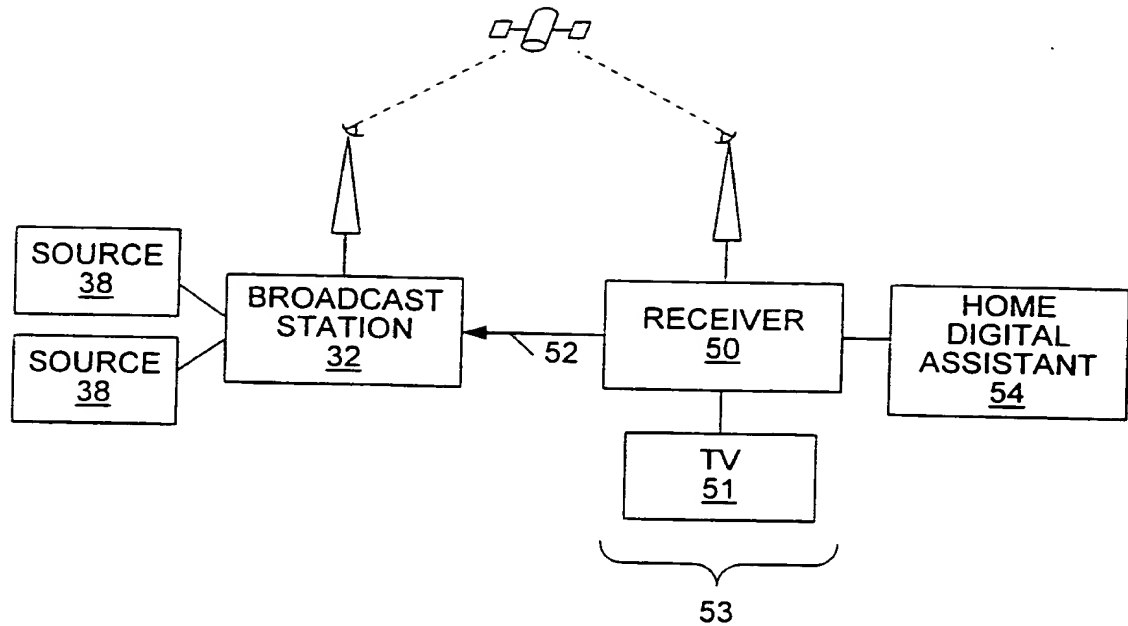 SOURCE
38
SOURCE
38
BROADCAST
STATION
32
52
RECEIVER
50
HOME
DIGITAL
ASSISTANT
54
TV
51
53